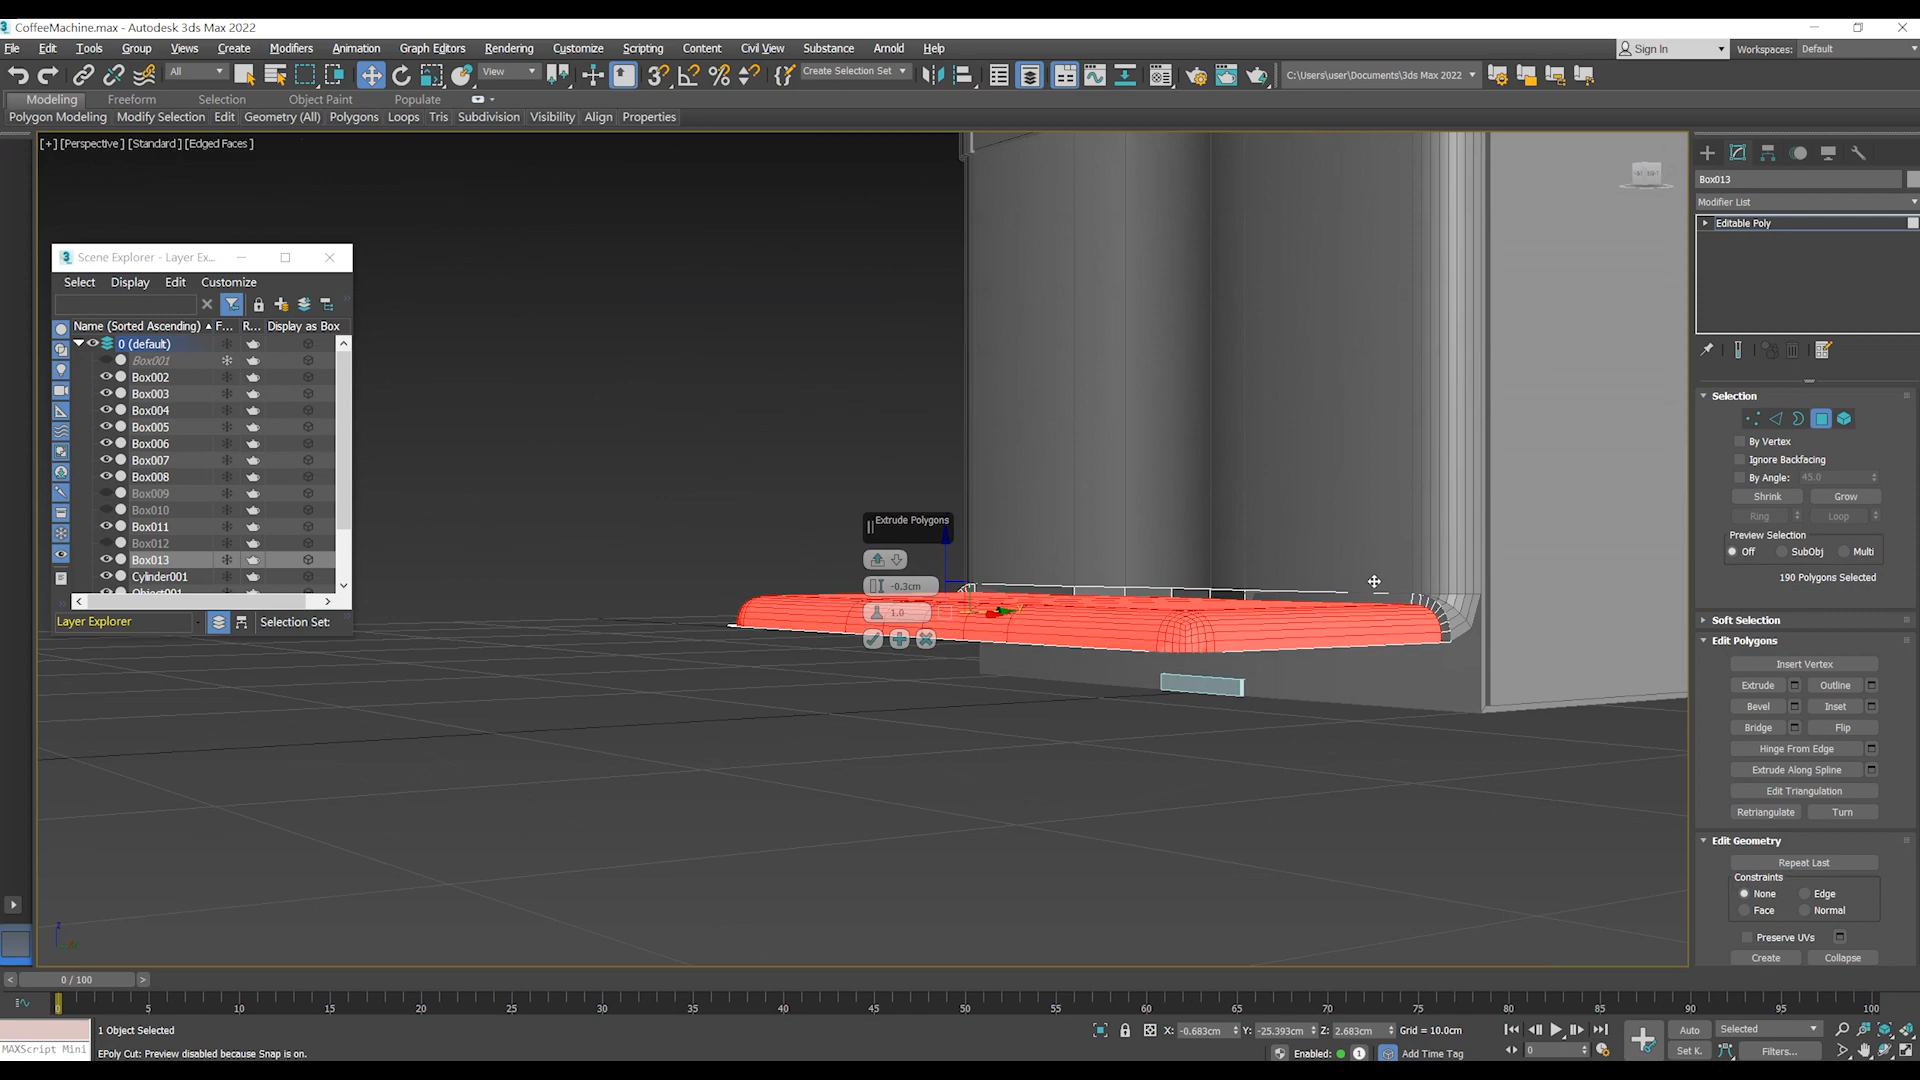 CoffeeMachine.max - Autodesk 3ds Max 2022
File Edit Tools Group Views Create Modifiers Animation Graph Editors Rendering Customize Scripting Content Civil View Substance Arnold Help
Sign In Workspaces: Default
All View Create Selection Set C:\Users\user\Documents\3ds Max 2022
Modeling Freeform Selection Object Paint Populate
Polygon Modeling Modify Selection Edit Geometry (All) Polygons Loops Tris Subdivision Visibility Align Properties
[+] [Perspective ] [Standard ] [Edged Faces ]
Scene Explorer - Layer Ex...
Select Display Edit Customize
Name (Sorted Ascending) F... R... Display as Box
0 (default)
Box001
Box002
Box003
Box004
Box005
Box006
Box007
Box008
Box009
Box010
Box011
Box012
Box013
Cylinder001
Layer Explorer Selection Set:
Extrude Polygons
-0.3cm
1.0
Box013
Modifier List
Editable Poly
Selection
By Vertex
Ignore Backfacing
By Angle: 45.0
Shrink Grow
Ring Loop
Preview Selection
Off SubObj Multi
190 Polygons Selected
Soft Selection
Edit Polygons
Insert Vertex
Extrude Outline
Bevel Inset
Bridge Flip
Hinge From Edge
Extrude Along Spline
Edit Triangulation
Retriangulate Turn
Edit Geometry
Repeat Last
Constraints
None Edge
Face Normal
Preserve UVs
Create Collapse
0 / 100
0 5 10 15 20 25 30 35 40 45 50 55 60 65 70 75 80 85 90 95 100
1 Object Selected X: -0.683cm Y: -25.393cm Z: 2.683cm Grid = 10.0cm Auto Selected
MAXScript Mini EPoly Cut: Preview disabled because Snap is on. Enabled: 1 Add Time Tag 0 Set K. Filters...